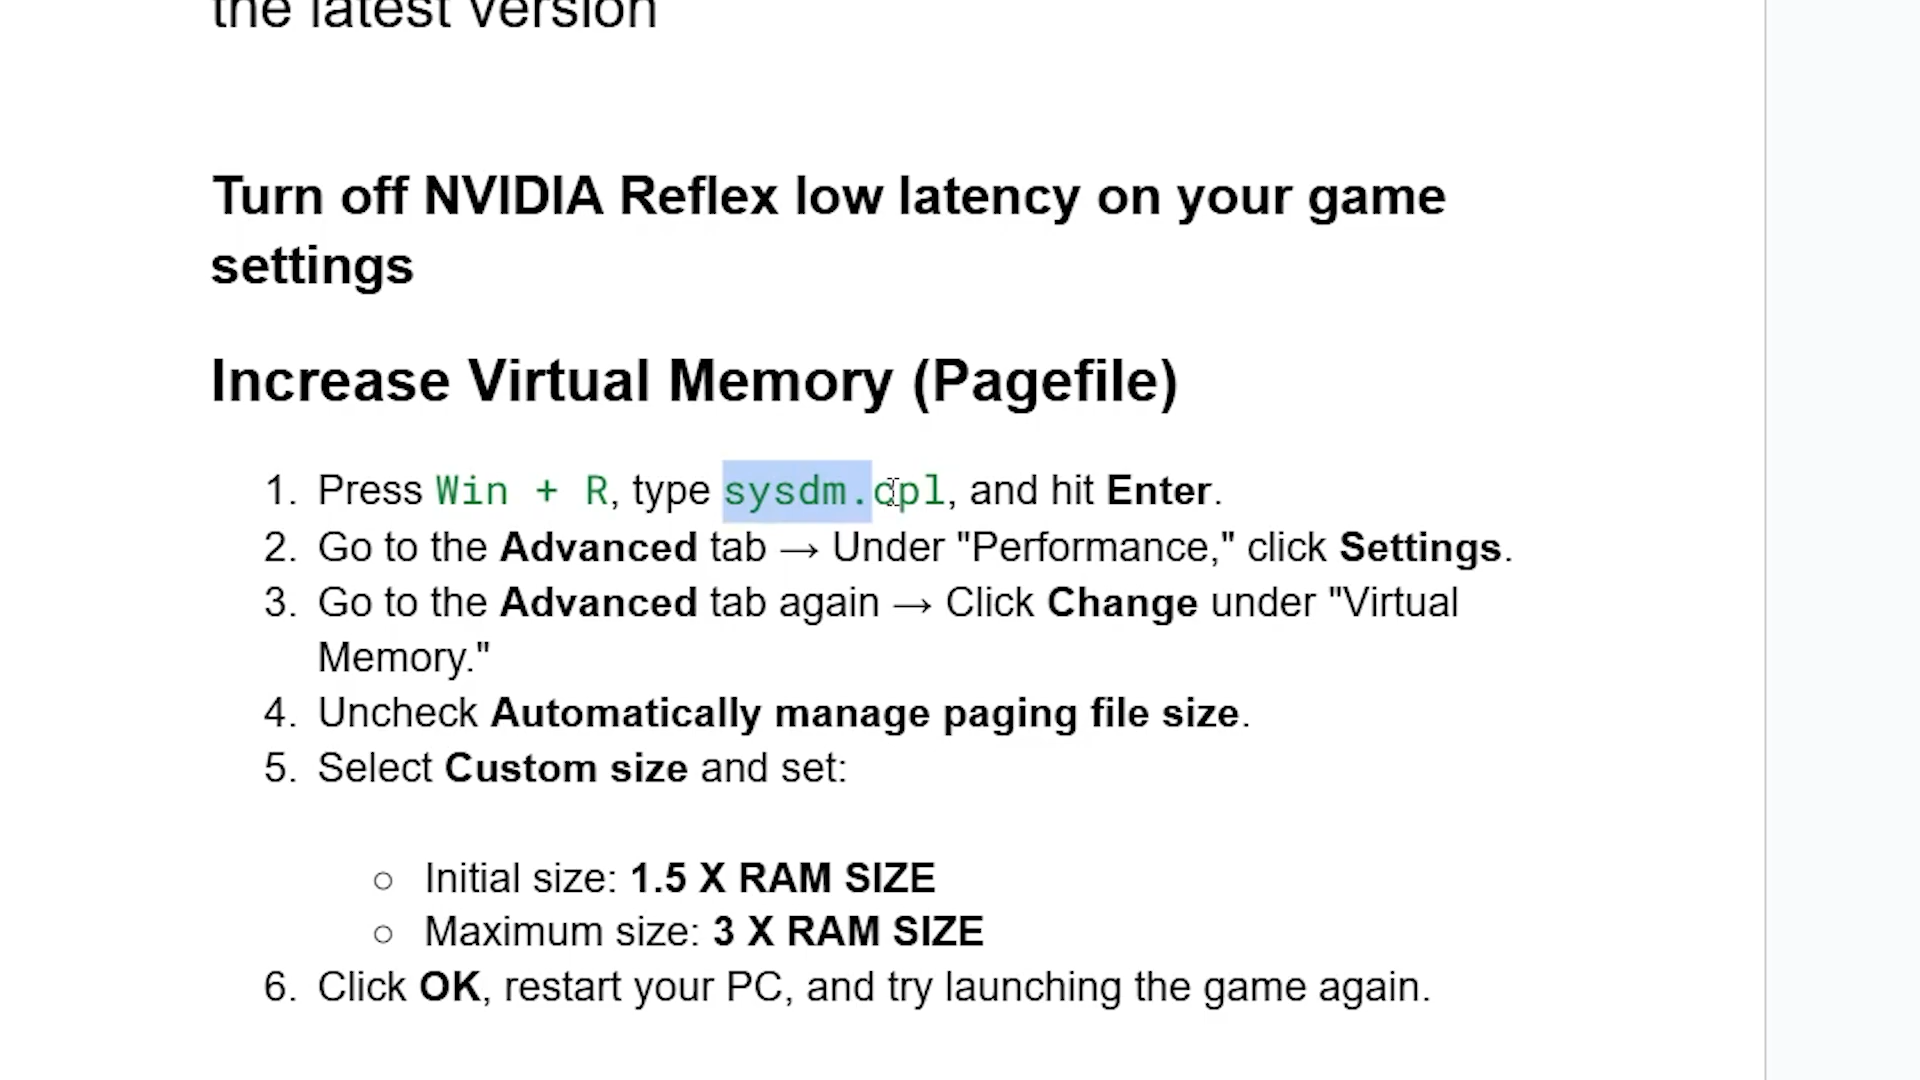 the latest version
Turn off NVIDIA Reflex low latency on your game
settings
Increase Virtual Memory (Pagefile)
1. Press Win + R, type sysdm.cpl, and hit Enter.
2. Go to the Advanced tab → Under "Performance," click Settings.
3. Go to the Advanced tab again → Click Change under "Virtual
Memory."
4. Uncheck Automatically manage paging file size.
5. Select Custom size and set:
○ Initial size: 1.5 X RAM SIZE
○ Maximum size: 3 X RAM SIZE
6. Click OK, restart your PC, and try launching the game again.